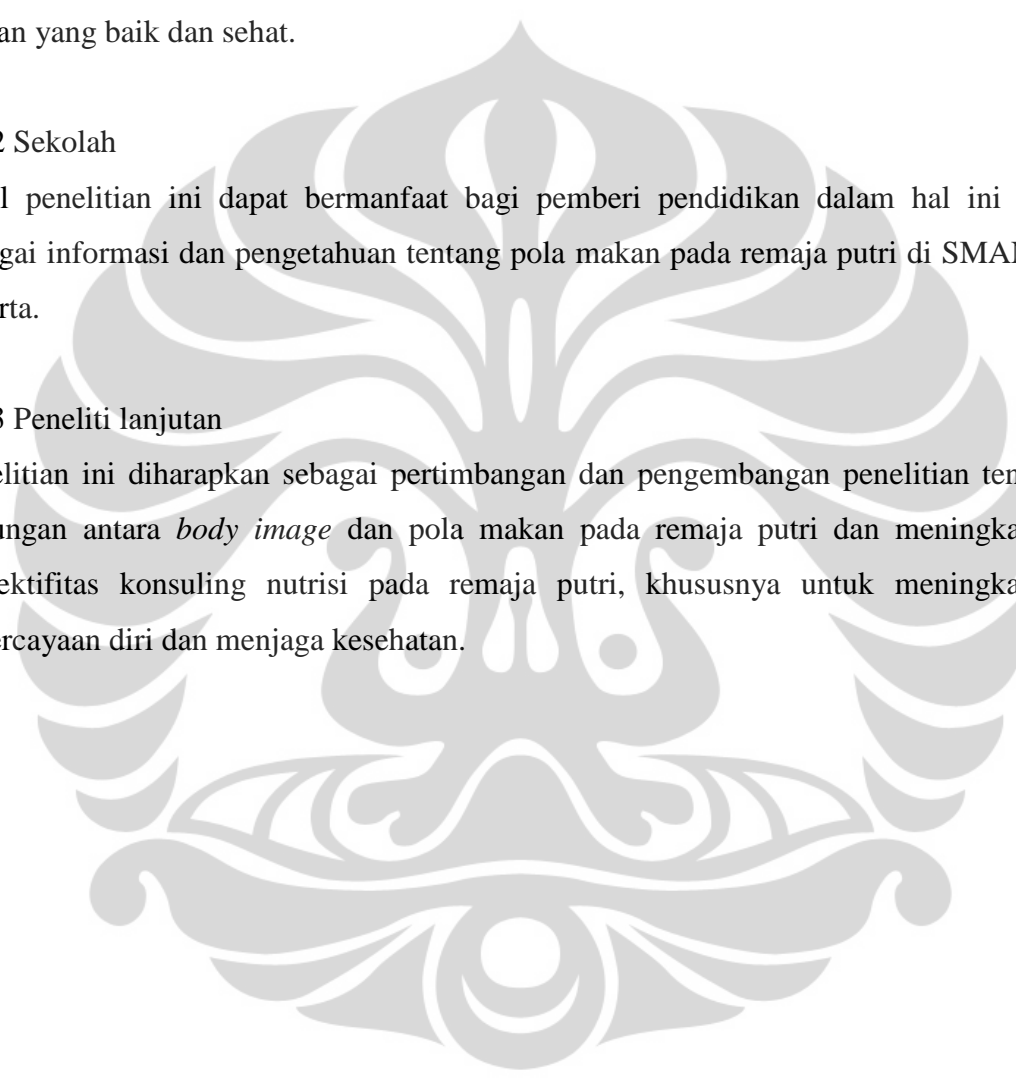 an yang baik dan sehat.
2 Sekolah
l penelitian ini dapat bermanfaat bagi pemberi pendidikan dalam hal ini
gai informasi dan pengetahuan tentang pola makan pada remaja putri di SMAN
rta.
3 Peneliti lanjutan
elitian ini diharapkan sebagai pertimbangan dan pengembangan penelitian ten
ungan antara body image dan pola makan pada remaja putri dan meningka
ektifitas konsuling nutrisi pada remaja putri, khususnya untuk meningka
ercayaan diri dan menjaga kesehatan.